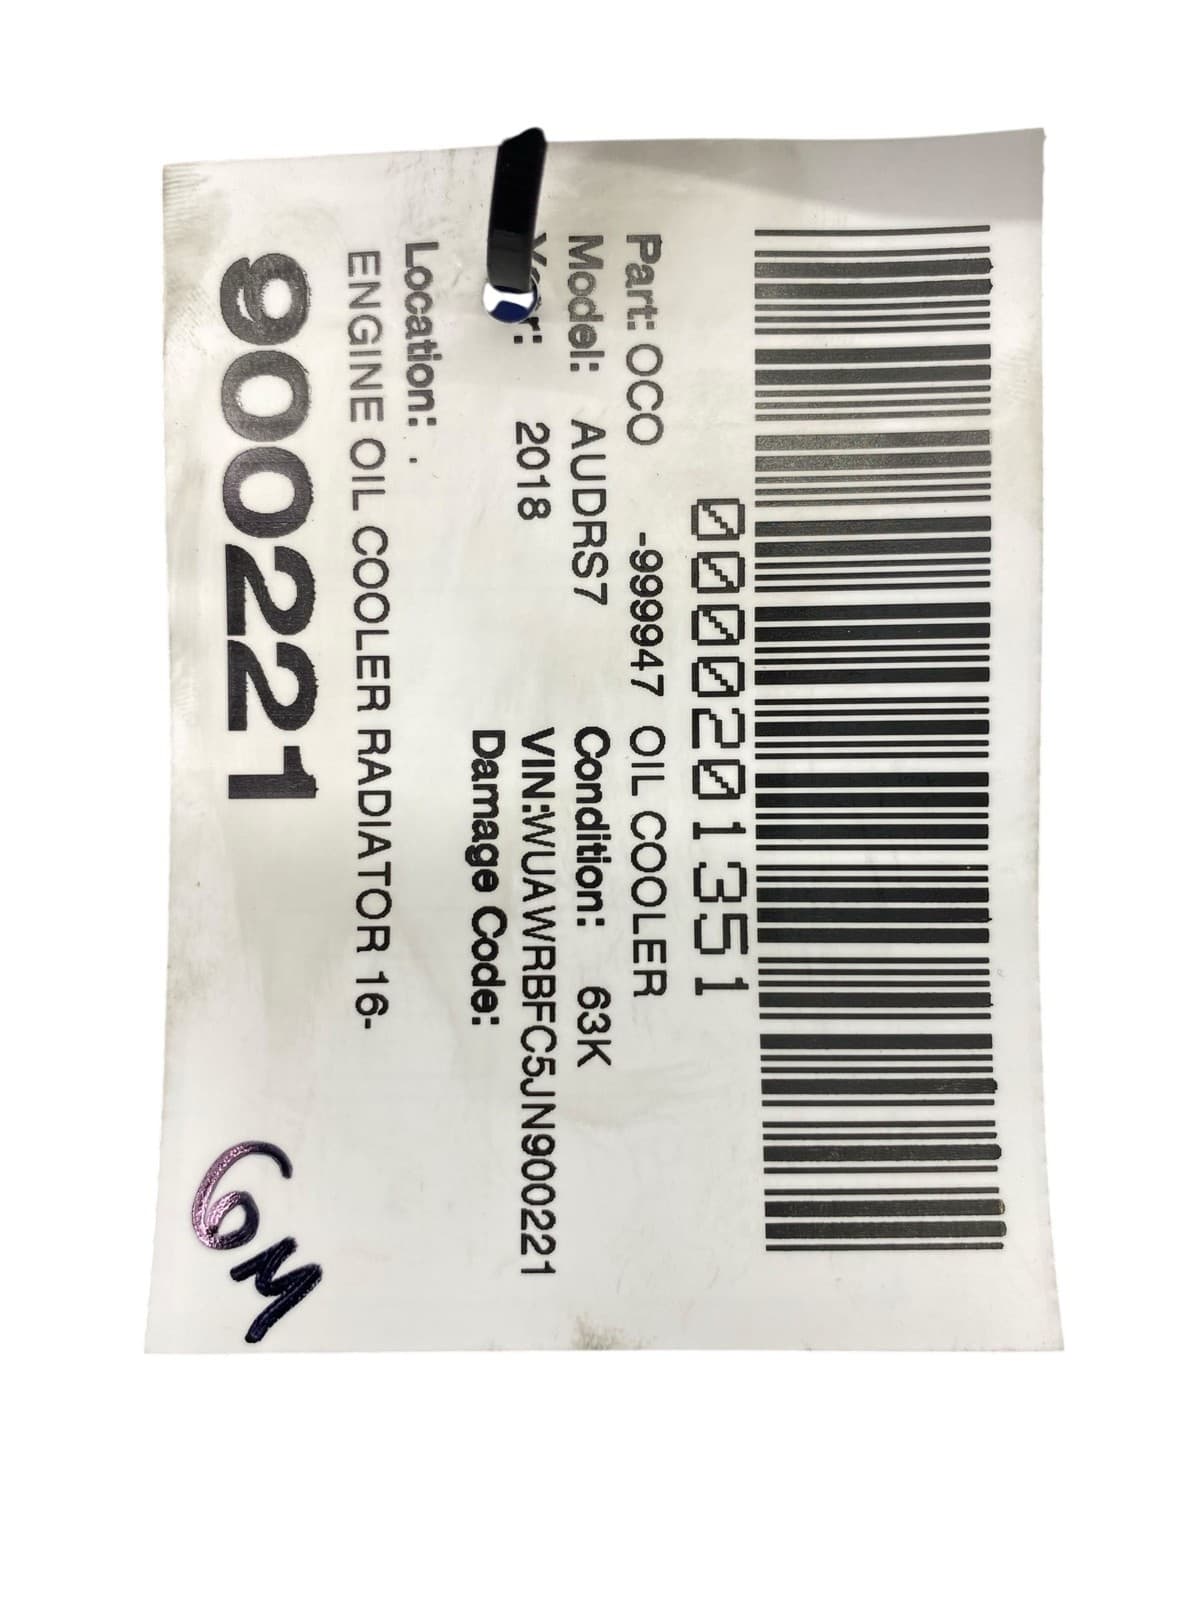 0000201351
Part: OCO -999947 OIL COOLER
Model: AUDRS7 Condition: 63K
Year: 2018 VIN:WUAWRBFC5JN900221
Damage Code:
Location: .
ENGINE OIL COOLER RADIATOR 16-
900221
6M